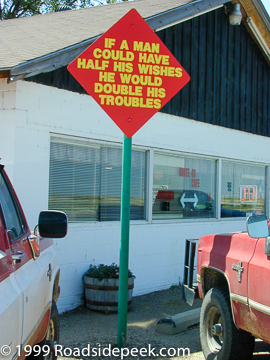 IF A MAN
COULD HAVE
HALF HIS WISHES
HE WOULD
DOUBLE HIS
TROUBLES
©1999 Roadsidepeek.com